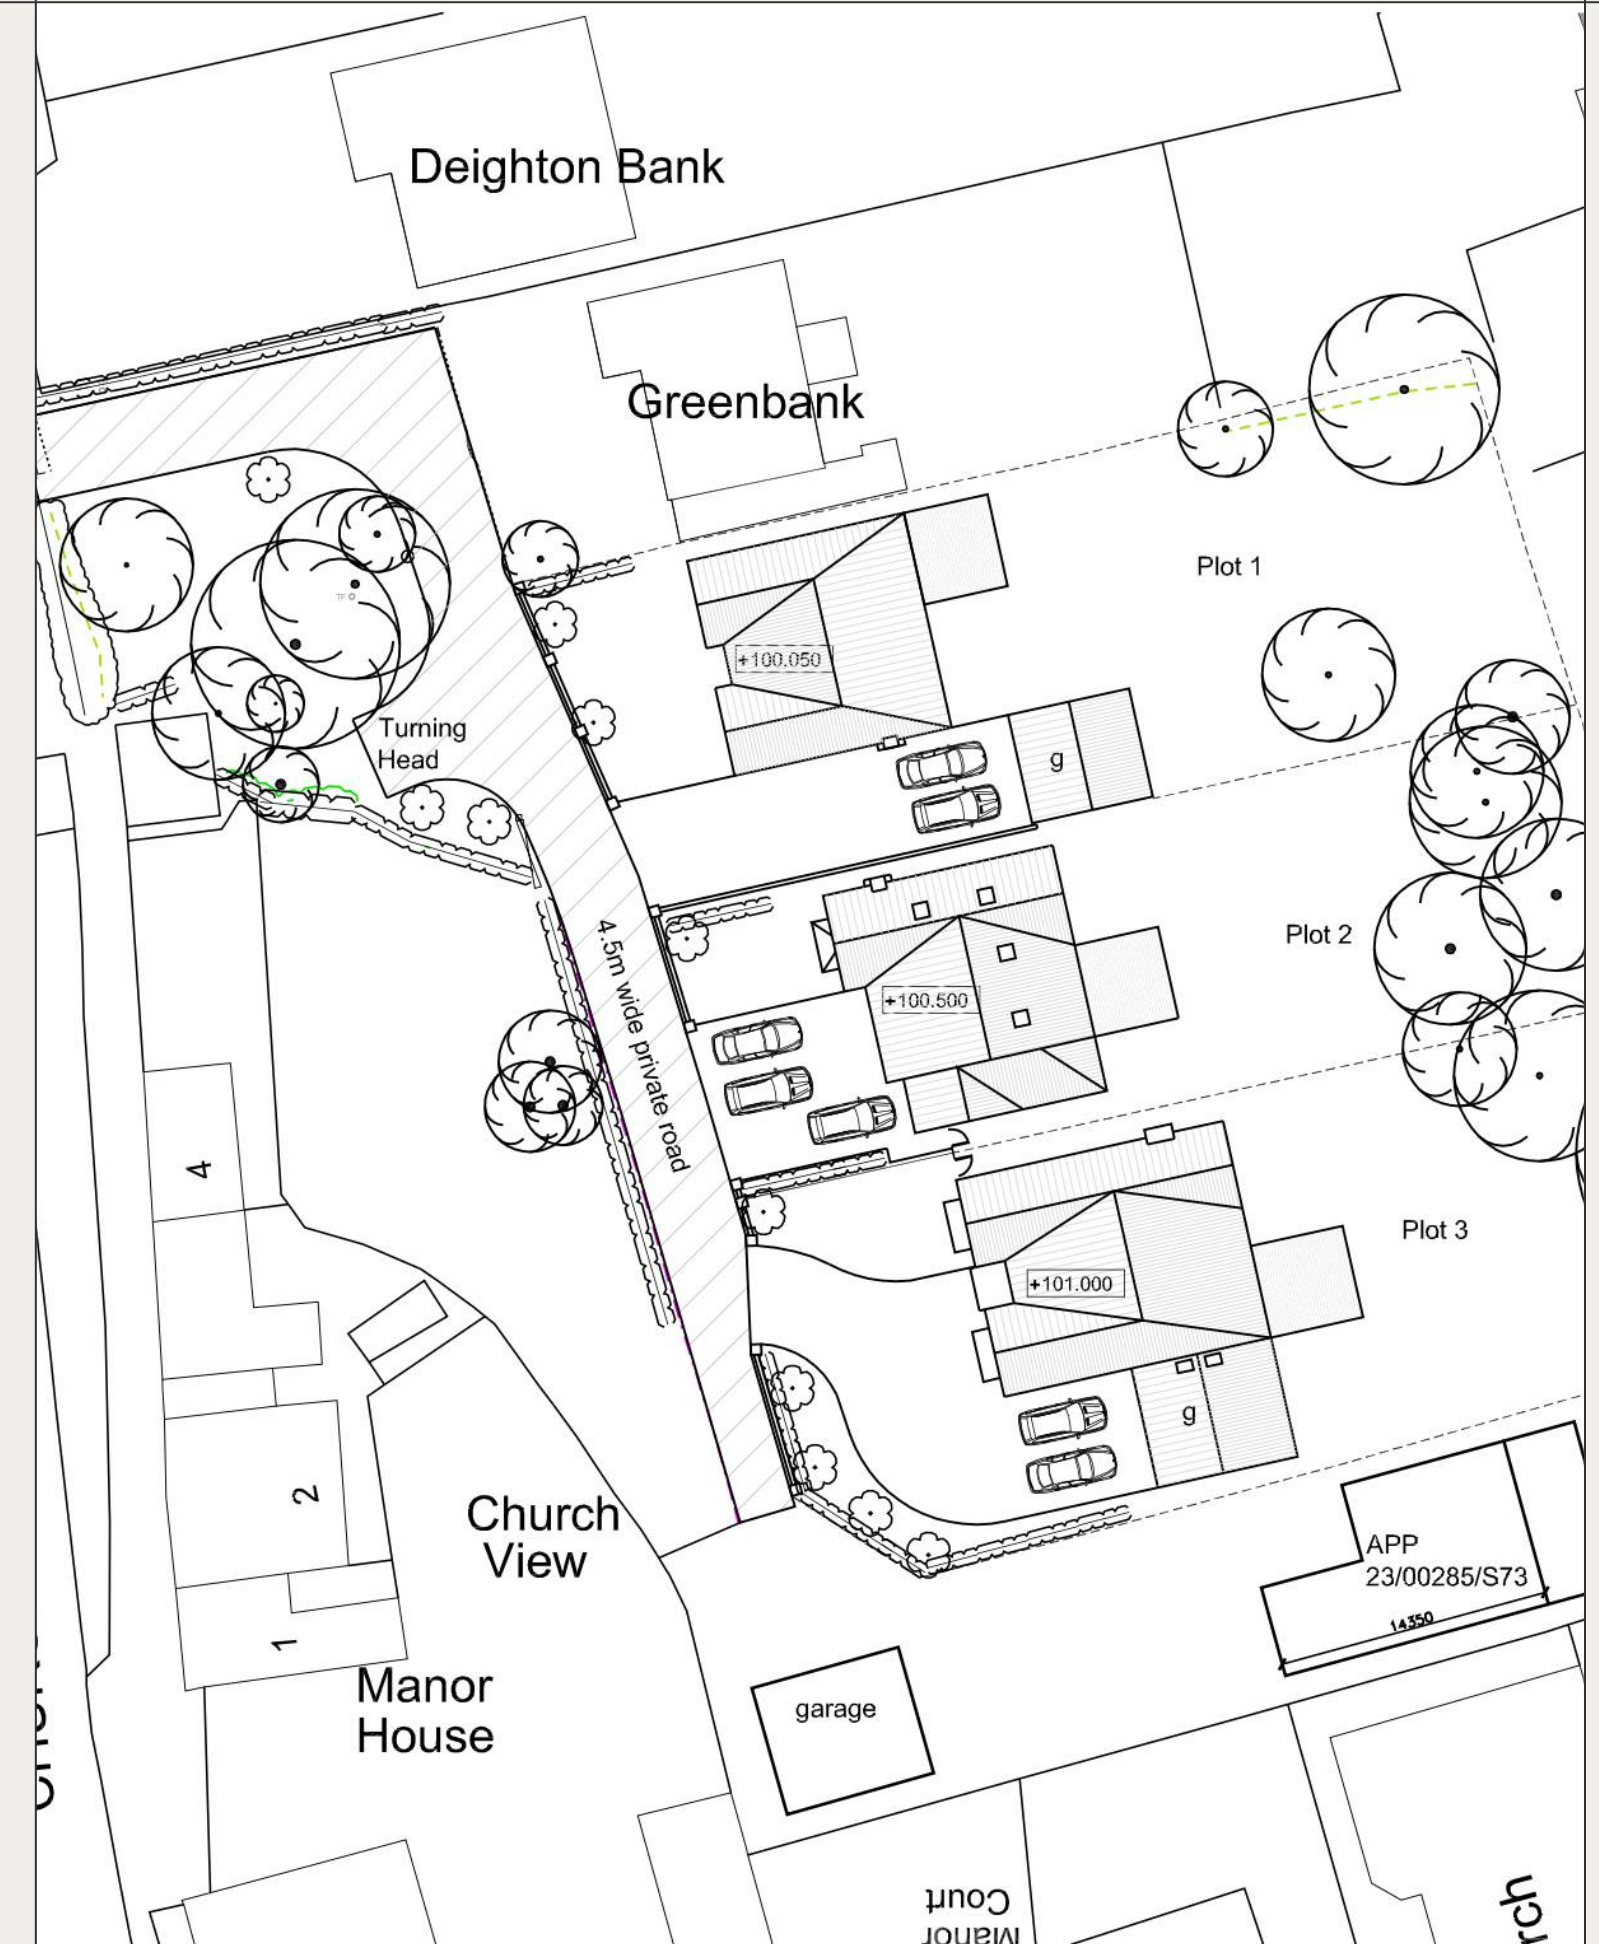 Deighton Bank
Greenbank
Plot 1
+100.050
Turning
Head
g
TF
4.5m wide private road
Plot 2
+100.500
4
Plot 3
+101.000
g
2
Church
View
APP
23/00285/S73
14350
1
Manor
House
garage
Manor
Court